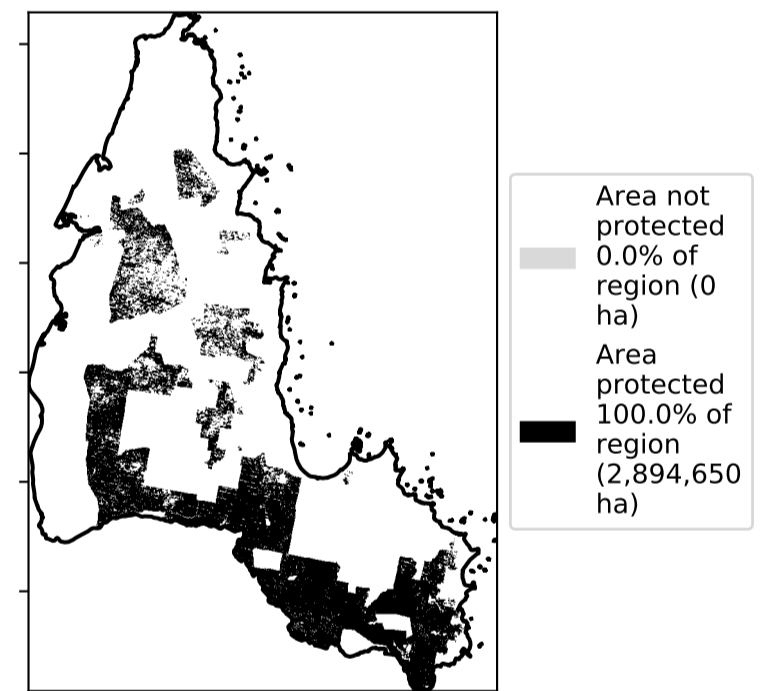 Area not
protected
0.0% of
region (0
ha)
Area
protected
100.0% of
region
(2,894,650
ha)